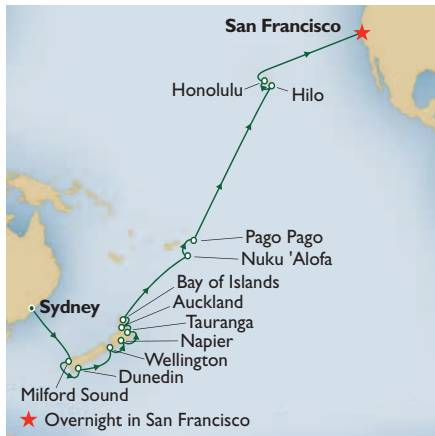 San Francisco
Honolulu
Hilo
Pago Pago
Nuku 'Alofa
Bay of Islands
Auckland
Sydney
Tauranga
Napier
Wellington
Dunedin
Milford Sound
Overnight in San Francisco